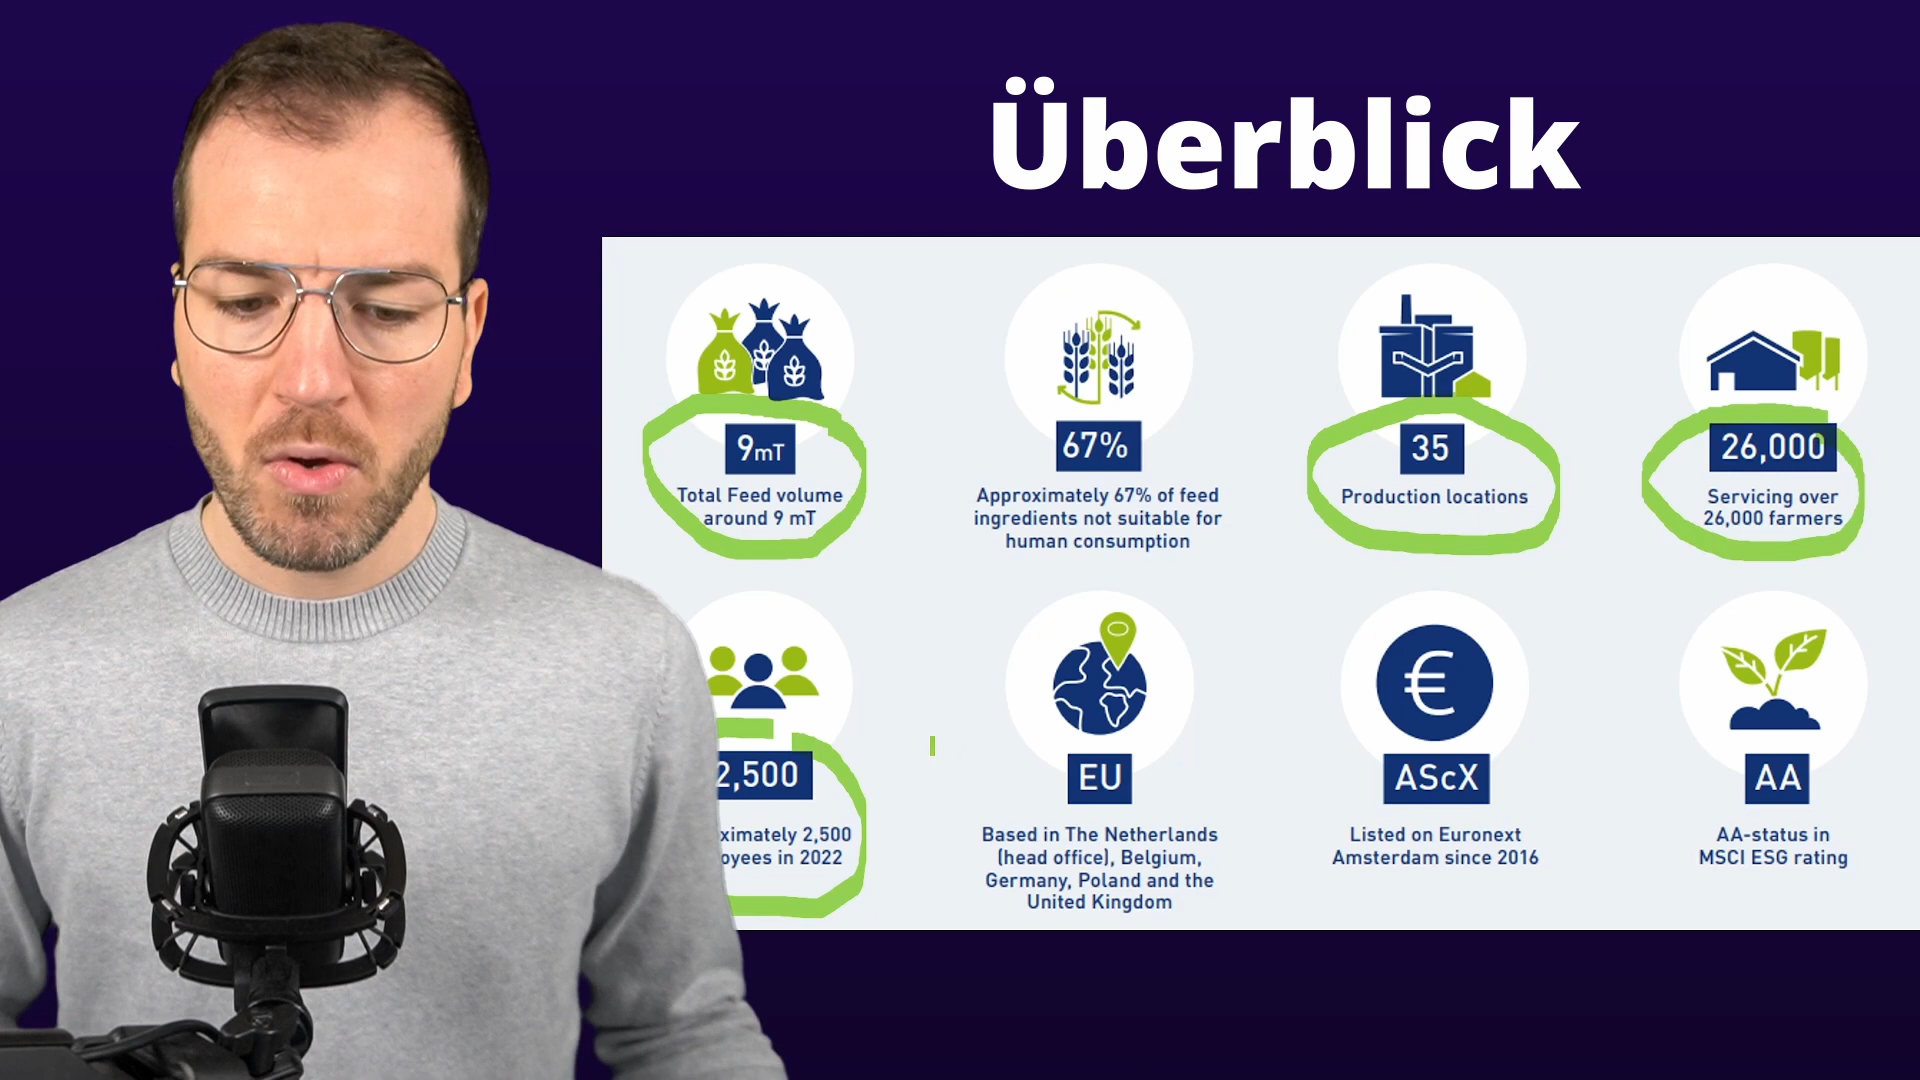 Überblick
9mT
Total Feed volume
around 9 mT
67%
Approximately 67% of feed
ingredients not suitable for
human consumption
35
Production locations
26,000
Servicing over
26,000 farmers
2,500
2,500
in 2022
EU
Based in The Netherlands
(head office), Belgium,
Germany, Poland and the
United Kingdom
€
AScX
Listed on Euronext
Amsterdam since 2016
AA
AA-status in
MSCI ESG rating